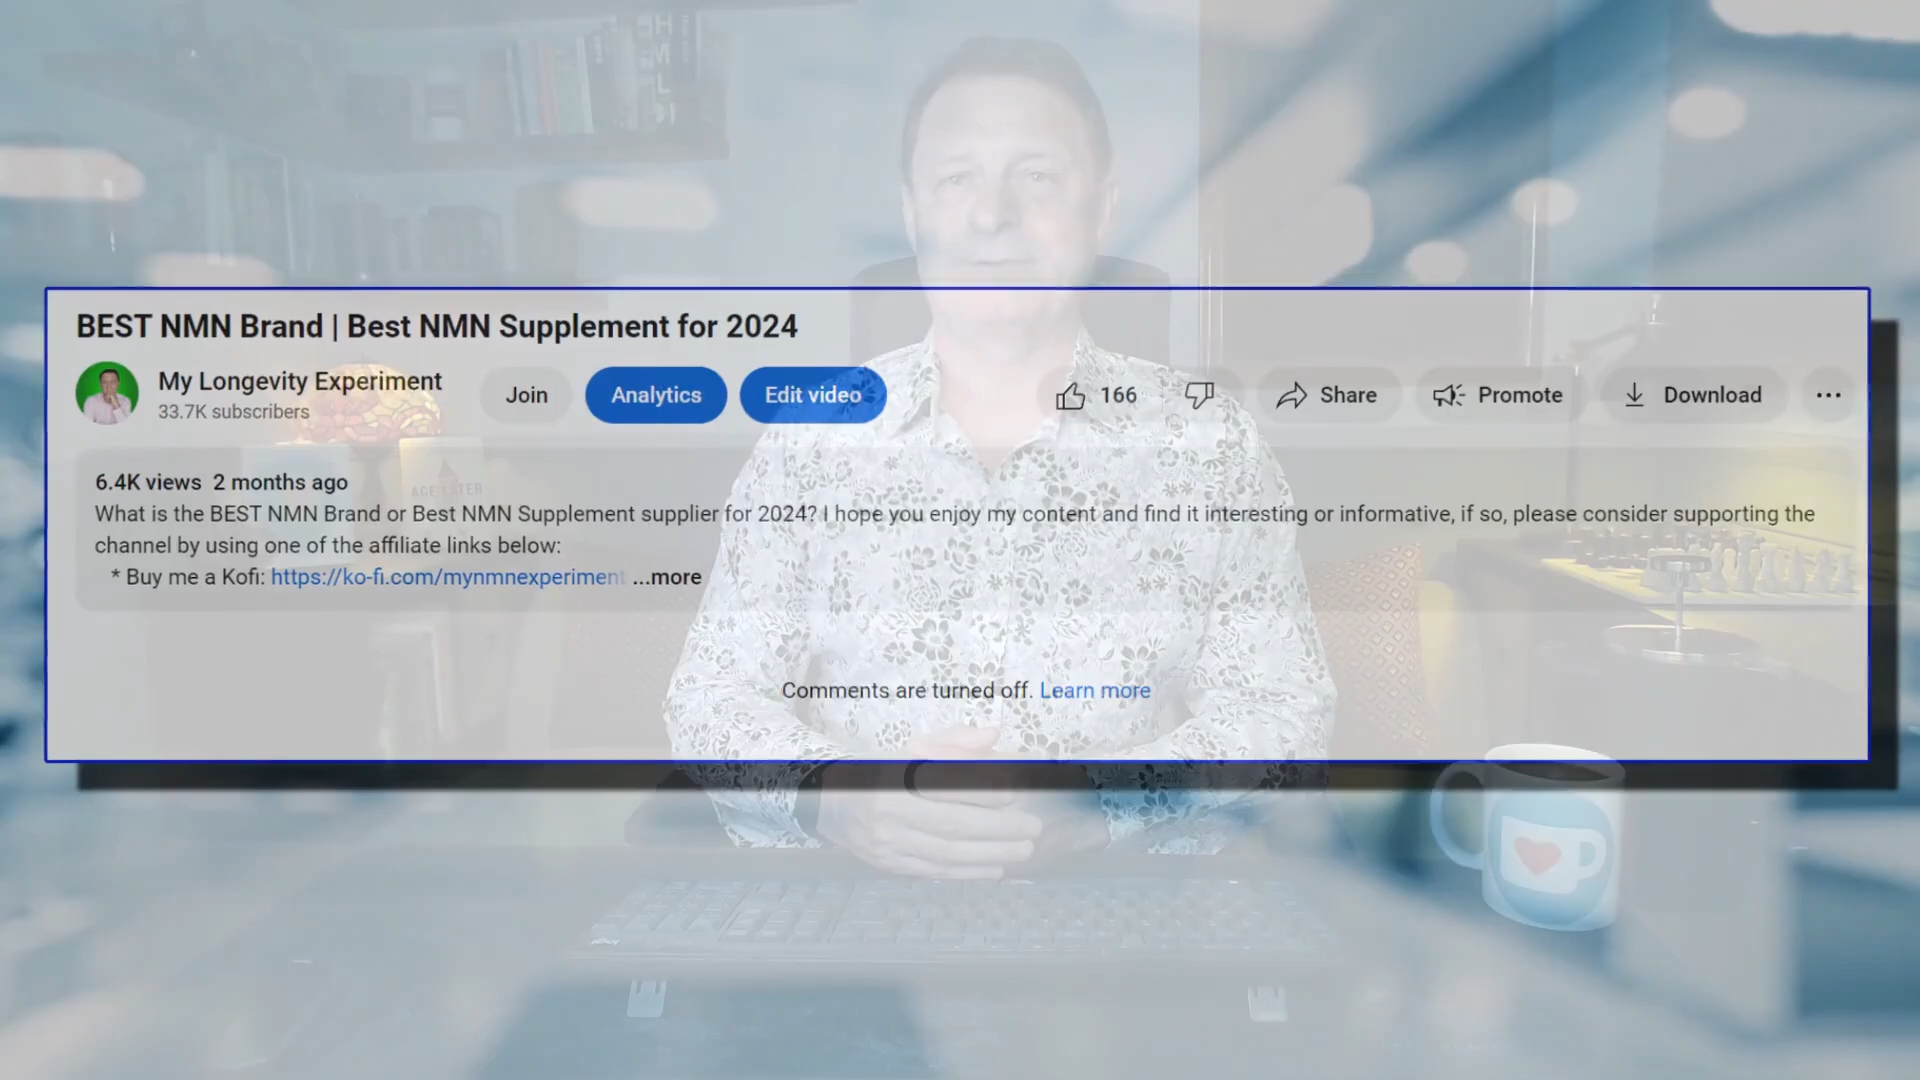 BEST NMN Brand | Best NMN Supplement for 2024
My Longevity Experiment
33.7K subscribers
Join
Analytics
Edit video
166
Share
Promote
Download
6.4K views 2 months ago
What is the BEST NMN Brand or Best NMN Supplement supplier for 2024? I hope you enjoy my content and find it interesting or informative, if so, please consider supporting the
channel by using one of the affiliate links below:
* Buy me a Kofi: https://ko-fi.com/mynmnexperiment ...more
Comments are turned off. Learn more
AGE LATER